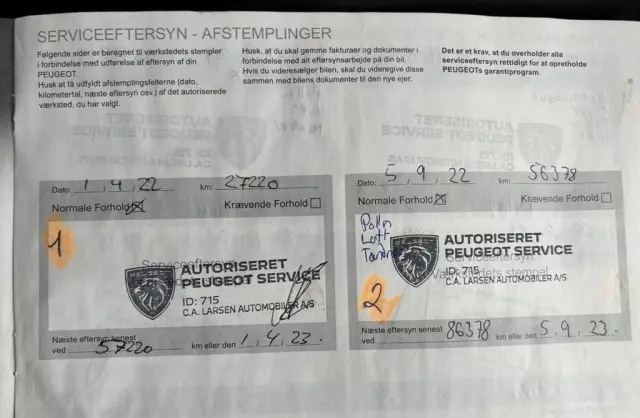 SERVICEEFTERSYN - AFSTEMPLINGER
Følgende sider er beregnet til værkstedets stempler
i forbindelse med udførelse af eftersyn af din
PEUGEOT.
Husk at få udfyldt afstemplingsfelterne (dato,
kilometertal, næste eftersyn osv.) af det autoriserede
værksted, du har valgt.
Husk, at du skal gemme fakturaer og dokumenter i
forbindelse med alt eftersynsarbejde på din bil.
Hvis du videresælger bilen, skal du videregive disse
sammen med bilens dokumenter til den nye ejer.
Det er et krav, at du overholder alle
serviceeftersyn rettidigt for at opretholde
PEUGEOTs garantiprogram.
Dato: 1, 4, 22 km: 27220
Normale Forhold Krævende Forhold
1
Serviceeftersyn
AUTORISERET
PEUGEOT SERVICE
ID: 715
C.A. LARSEN AUTOMOBILER A/S
Næste eftersyn senest
ved 57220 km eller den 1, 4, 23.
Dato: 5, 9, 22 km: 56378
Normale Forhold Krævende Forhold
Pollen
Luft
AUTORISERET
PEUGEOT SERVICE
ID: 715
C.A. LARSEN AUTOMOBILER A/S
2
Næste eftersyn senest
ved 86378 km eller den 5, 9, 23.